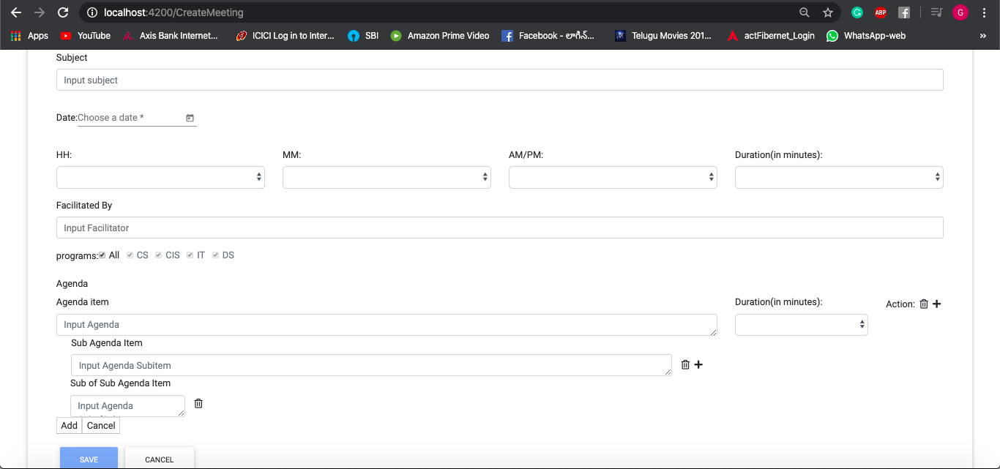 localhost:4200/CreateMeeting
ABP
G
Apps YouTube Axis Bank Internet... ICICI Log in to Inter... SBI Amazon Prime Video Facebook - లాగిన్... Telugu Movies 201... actFibernet_Login WhatsApp-web »
Subject
Input subject
Date: Choose a date *
HH: MM: AM/PM: Duration(in minutes):
Facilitated By
Input Facilitator
programs: All CS CIS IT DS
Agenda
Agenda item Duration(in minutes): Action:
Input Agenda
Sub Agenda Item
Input Agenda Subitem
Sub of Sub Agenda Item
Input Agenda
Add Cancel
SAVE CANCEL